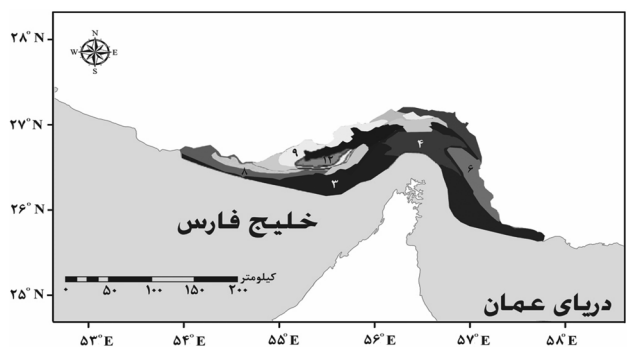 ۲۸° N
N
W E
S
۲۷° N
۹
۱۲
۴
۸
۶
۳
۲۶° N
خلیج فارس
کیلومتر
۰ ۵۰ ۱۰۰ ۱۵۰ ۲۰۰
۲۵° N
دریای عمان
۵۳° E ۵۴° E ۵۵° E ۵۶° E ۵۷° E ۵۸° E